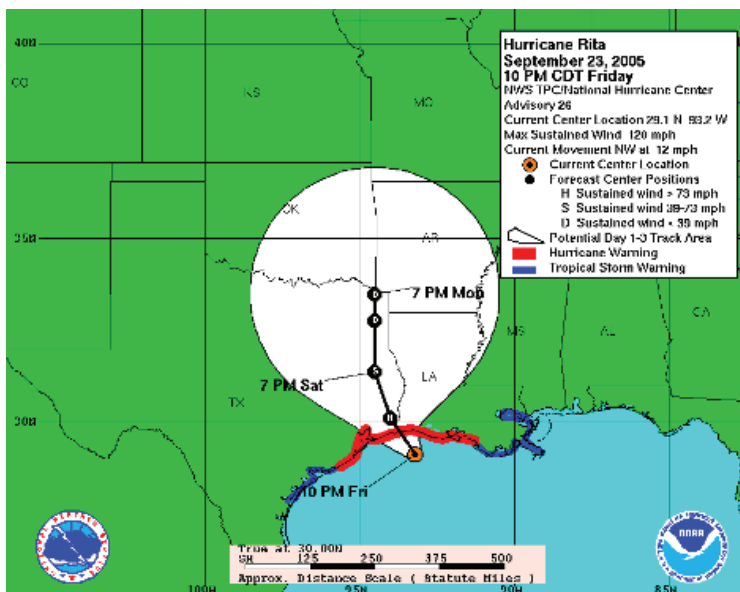 Hurricane Rita
September 23, 2005
10 PM CDT Friday
NWS TPC/National Hurricane Center
Advisory 26
Current Center Location 29.1 N 93.2 W
Max Sustained Wind 120 mph
Current Movement NW at 12 mph
Current Center Location
Forecast Center Positions
H Sustained wind > 73 mph
S Sustained wind 39-73 mph
D Sustained wind < 39 mph
Potential Day 1-3 Track Area
Hurricane Warning
Tropical Storm Warning
40N
CO
KS
MO
OK
35N
AR
D
7 PM Mon
D
MS
AL
GA
S
7 PM Sat
LA
TX
30N
H
10 PM Fri
NOAA
True at 30.00N
SM 125 250 375 500
Approx. Distance Scale ( Statute Miles )
100W 95W 90W 85W